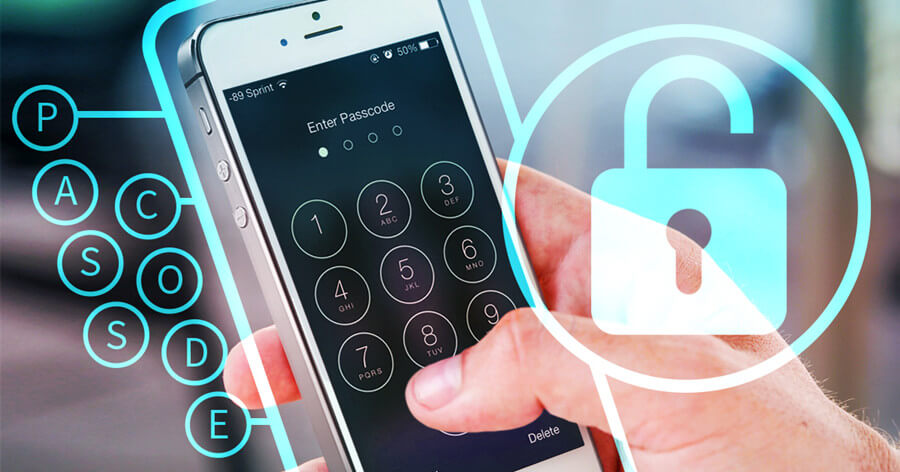 -89 Sprint 50%
Enter Passcode
1
2 ABC
3 DEF
4 GHI
5 JKL
6 MNO
7 PQRS
8 TUV
9
Delete
P
A
S
S
C
O
D
E